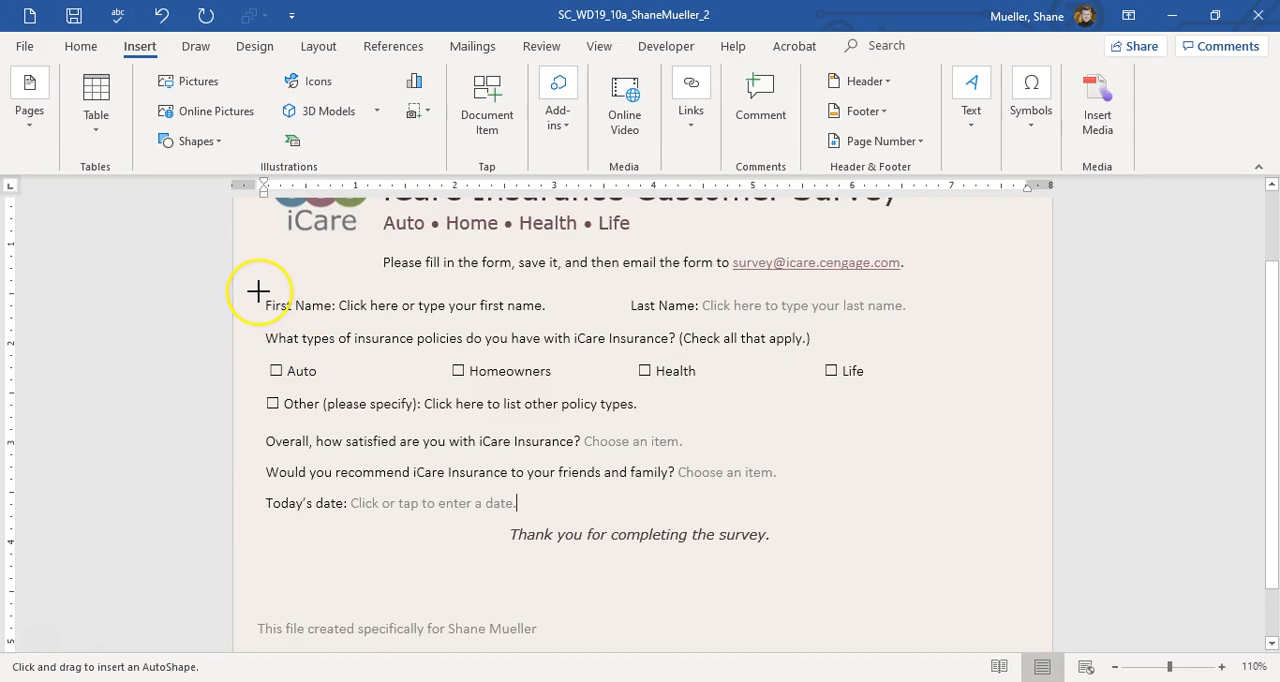 SC_WD19_10a_ShaneMueller_2
Mueller, Shane
File Home Insert Draw Design Layout References Mailings Review View Developer Help Acrobat Search Share Comments
Pages
Table
Tables
Pictures
Online Pictures
Shapes
Icons
3D Models
Illustrations
Document Item
Tap
Add-ins
Online Video
Media
Links
Comment
Comments
Header
Footer
Page Number
Header & Footer
Text
Symbols
Insert Media
Media
iCare Insurance Customer Survey
iCare
Auto • Home • Health • Life
Please fill in the form, save it, and then email the form to survey@icare.cengage.com.
First Name: Click here or type your first name. Last Name: Click here to type your last name.
What types of insurance policies do you have with iCare Insurance? (Check all that apply.)
☐ Auto ☐ Homeowners ☐ Health ☐ Life
☐ Other (please specify): Click here to list other policy types.
Overall, how satisfied are you with iCare Insurance? Choose an item.
Would you recommend iCare Insurance to your friends and family? Choose an item.
Today's date: Click or tap to enter a date.
Thank you for completing the survey.
This file created specifically for Shane Mueller
Click and drag to insert an AutoShape.
110%